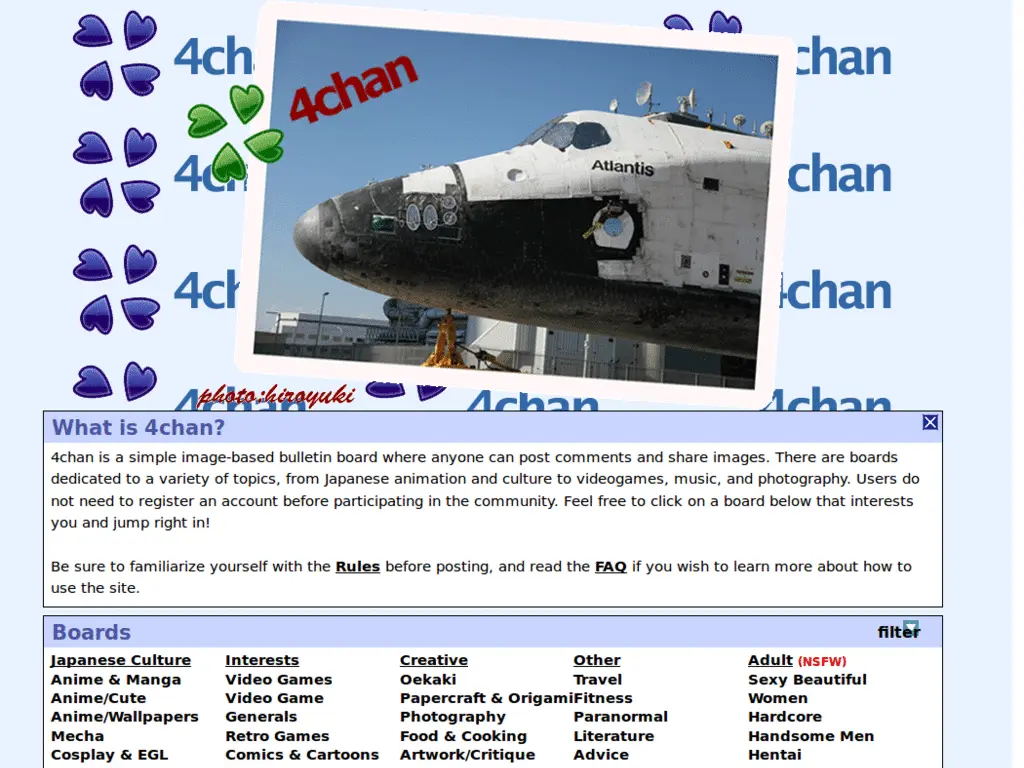 4chan
4ch
chan
Atlantis
4c
chan
4ch
4chan
photo:hiroyuki
4chan
4chan
4chan
What is 4chan?
4chan is a simple image-based bulletin board where anyone can post comments and share images. There are boards
dedicated to a variety of topics, from Japanese animation and culture to videogames, music, and photography. Users do
not need to register an account before participating in the community. Feel free to click on a board below that interests
you and jump right in!
Be sure to familiarize yourself with the Rules before posting, and read the FAQ if you wish to learn more about how to
use the site.
Boards filter
Japanese Culture Interests Creative Other Adult (NSFW)
Anime & Manga Video Games Oekaki Travel Sexy Beautiful
Anime/Cute Video Game Papercraft & Origami Fitness Women
Anime/Wallpapers Generals Photography Paranormal Hardcore
Mecha Retro Games Food & Cooking Literature Handsome Men
Cosplay & EGL Comics & Cartoons Artwork/Critique Advice Hentai